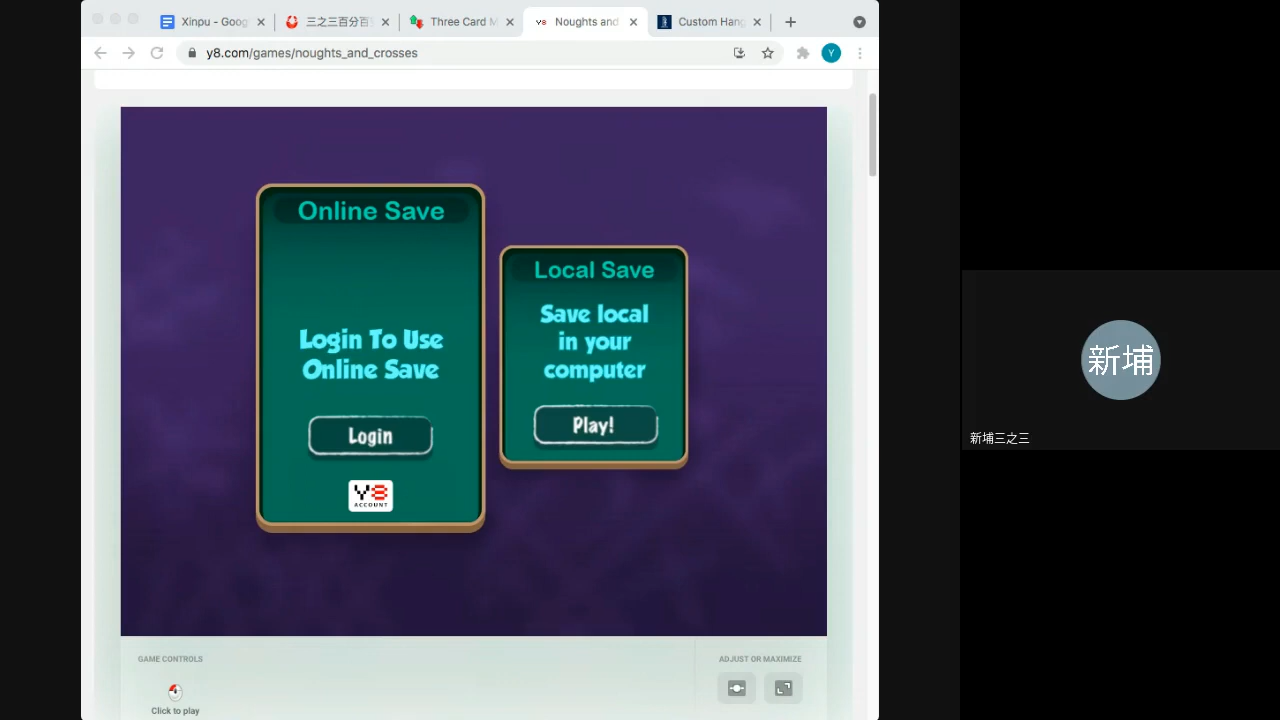 Xinpu - Goog
三之三百分百
Three Card M
Y8
Noughts and
Custom Hang
y8.com/games/noughts_and_crosses
Y
Online Save
Login To Use
Online Save
Login
Y8
ACCOUNT
Local Save
Save local
in your
computer
Play!
GAME CONTROLS
Click to play
ADJUST OR MAXIMIZE
新埔
新埔三之三